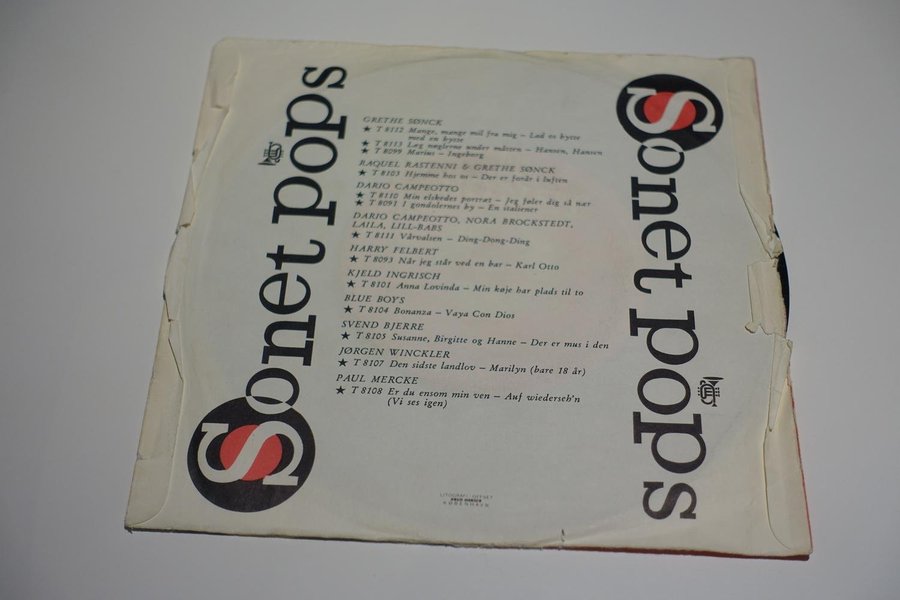 Sonet pops
GRETHE SØNCK
★ T 8112 Mange, mange mil fra mig – Lad os bytte
med en bytte
★ T 8113 Læg nøglerne under måtten – Hansen, Hansen
★ T 8099 Marius – Ingeborg
RAQUEL RASTENNI & GRETHE SØNCK
★ T 8103 Hjemme hos os – Der er forår i luften
DARIO CAMPEOTTO
★ T 8110 Min elskedes portræt – Jeg føler dig så nær
★ T 8091 I gondolernes by – En italiener
DARIO CAMPEOTTO, NORA BROCKSTEDT,
LAILA, LILL-BABS
★ T 8111 Vårvalsen – Ding-Dong-Ding
HARRY FELBERT
★ T 8093 Når jeg står ved en bar – Karl Otto
KJELD INGRISCH
★ T 8101 Anna Lovinda – Min køje har plads til to
BLUE BOYS
★ T 8104 Bonanza – Vaya Con Dios
SVEND BJERRE
★ T 8105 Susanne, Birgitte og Hanne – Der er mus i den
JØRGEN WINCKLER
★ T 8107 Den sidste landlov – Marilyn (bare 18 år)
PAUL MERCKE
★ T 8108 Er du ensom min ven – Auf wiederseh'n
(Vi ses igen)
LITOGRAFI OFFSET
KØBENHAVN
Sonet pops